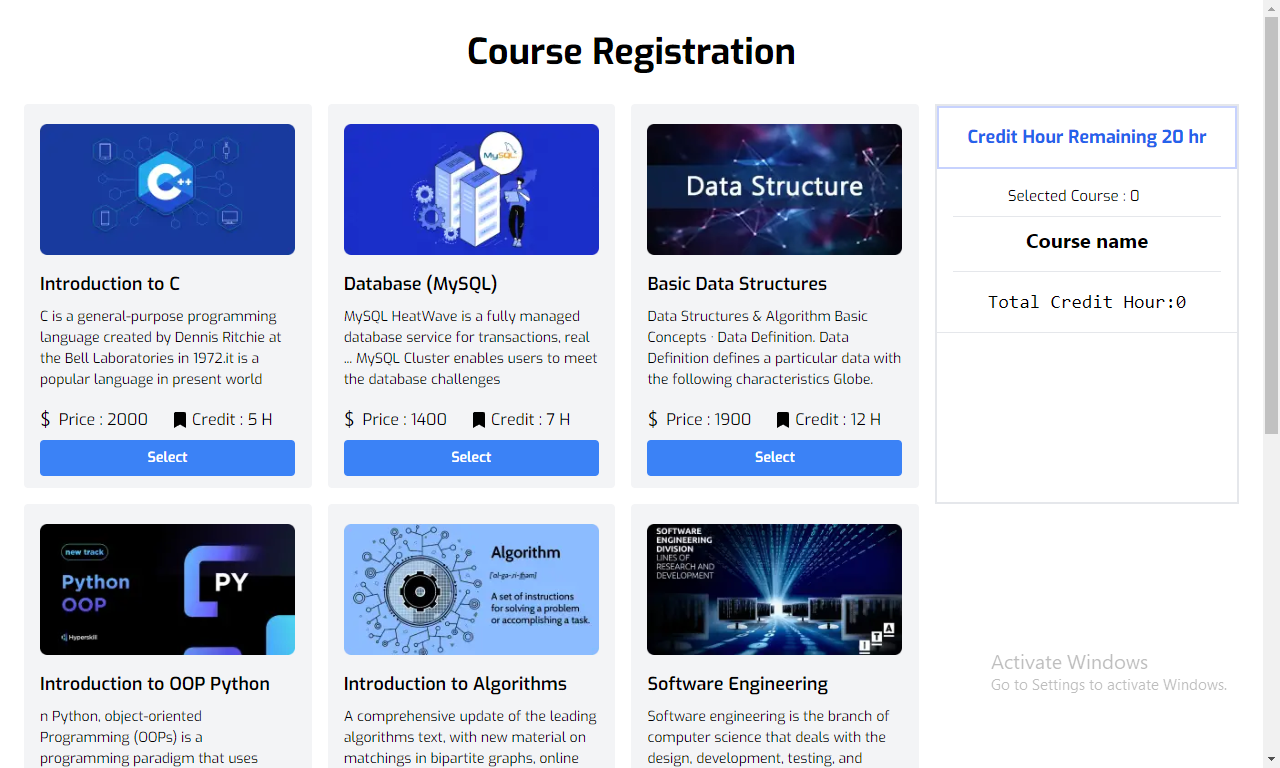 Course Registration
C++
Introduction to C
C is a general-purpose programming
language created by Dennis Ritchie at
the Bell Laboratories in 1972.it is a
popular language in present world
$ Price : 2000 Credit : 5 H
Select
MySQL
Database (MySQL)
MySQL HeatWave is a fully managed
database service for transactions, real
... MySQL Cluster enables users to meet
the database challenges
$ Price : 1400 Credit : 7 H
Select
Data Structure
Basic Data Structures
Data Structures & Algorithm Basic
Concepts · Data Definition. Data
Definition defines a particular data with
the following characteristics Globe.
$ Price : 1900 Credit : 12 H
Select
Credit Hour Remaining 20 hr
Selected Course : 0
Course name
Total Credit Hour:0
new track
Python
OOP
PY
Hyperskill
Introduction to OOP Python
n Python, object-oriented
Programming (OOPs) is a
programming paradigm that uses
Algorithm
['al-gə-ri-t͟həm]
A set of instructions
for solving a problem
or accomplishing a task.
Introduction to Algorithms
A comprehensive update of the leading
algorithms text, with new material on
matchings in bipartite graphs, online
SOFTWARE
ENGINEERING
DIVISION
LINES OF
RESEARCH AND
DEVELOPMENT
ITA
Software Engineering
Software engineering is the branch of
computer science that deals with the
design, development, testing, and
Activate Windows
Go to Settings to activate Windows.